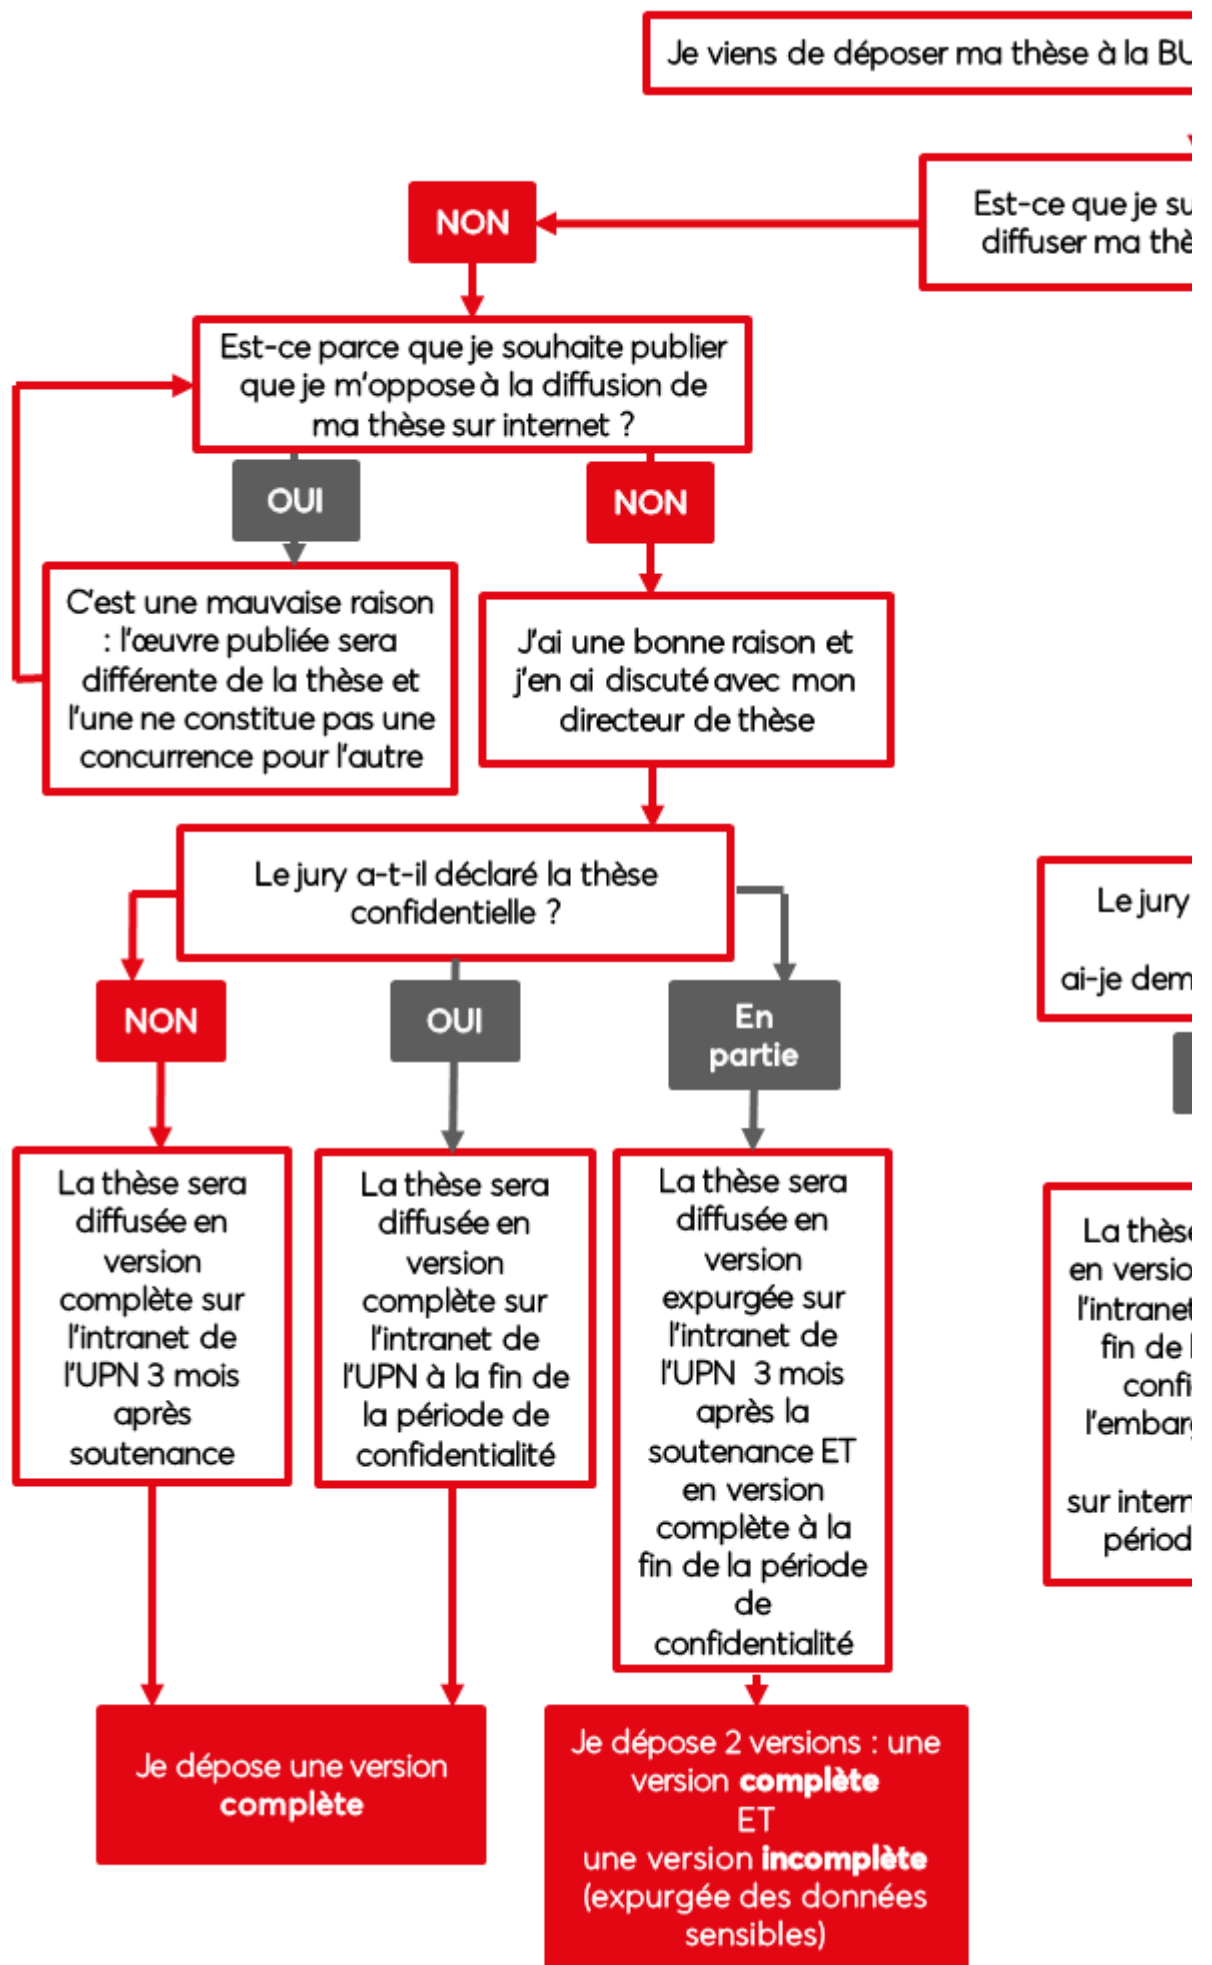 Je viens de déposer ma thèse à la BU
Est-ce que je su
diffuser ma thè
NON
Est-ce parce que je souhaite publier
que je m'oppose à la diffusion de
ma thèse sur internet ?
OUI
NON
C'est une mauvaise raison
: l'œuvre publiée sera
différente de la thèse et
l'une ne constitue pas une
concurrence pour l'autre
J'ai une bonne raison et
j'en ai discuté avec mon
directeur de thèse
Le jury a-t-il déclaré la thèse
confidentielle ?
Le jury
ai-je dem
NON
OUI
En
partie
La thèse sera
diffusée en
version
complète sur
l'intranet de
l'UPN 3 mois
après
soutenance
La thèse sera
diffusée en
version
complète sur
l'intranet de
l'UPN à la fin de
la période de
confidentialité
La thèse sera
diffusée en
version
expurgée sur
l'intranet de
l'UPN  3 mois
après la
soutenance ET
en version
complète à la
fin de la période
de
confidentialité
La thèse
en versio
l'intranet
fin de l
confi
l'embarg
sur intern
périod
Je dépose une version
complète
Je dépose 2 versions : une
version complète
ET
une version incomplète
(expurgée des données
sensibles)